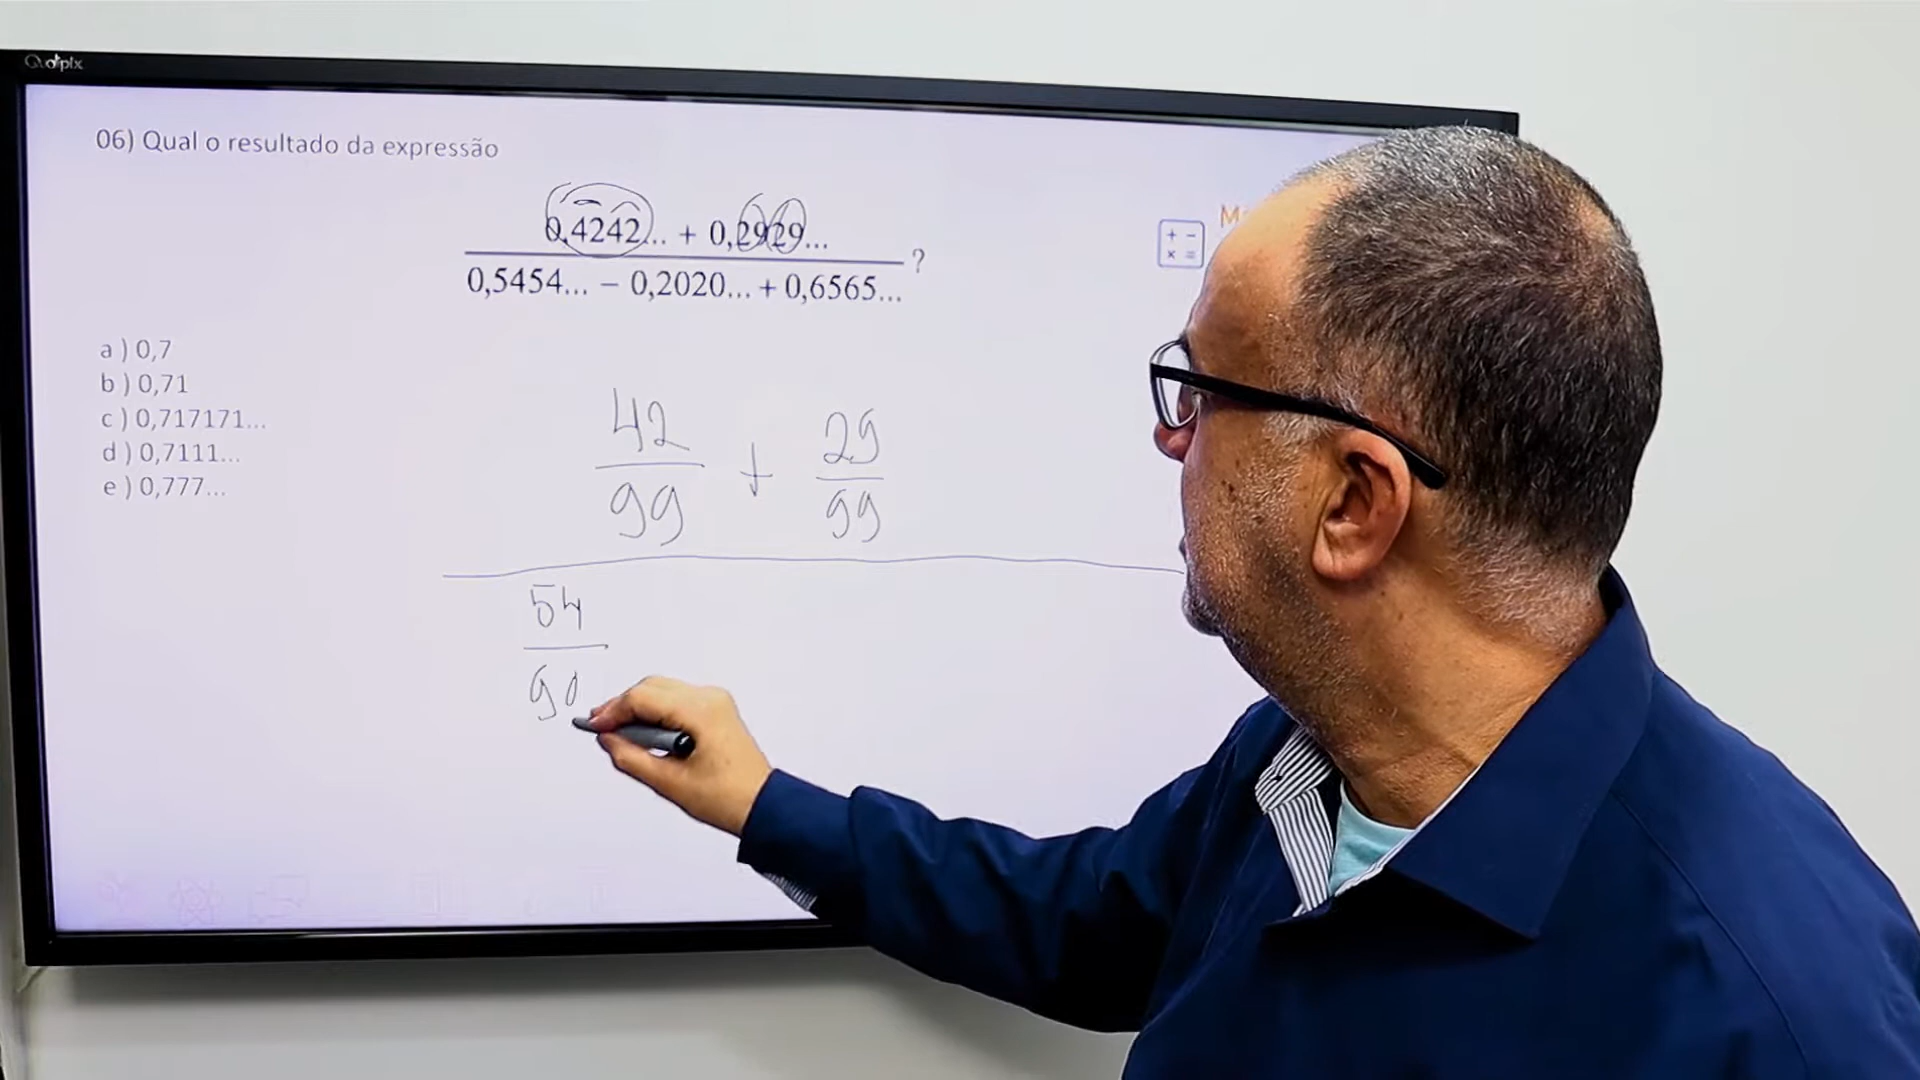 06) Qual o resultado da expressão
0,4242... + 0,2929...
0,5454... − 0,2020... + 0,6565... ?
a ) 0,7
b ) 0,71
c ) 0,717171...
d ) 0,7111...
e ) 0,777...
+ −
× =
42 + 29
99 99
54